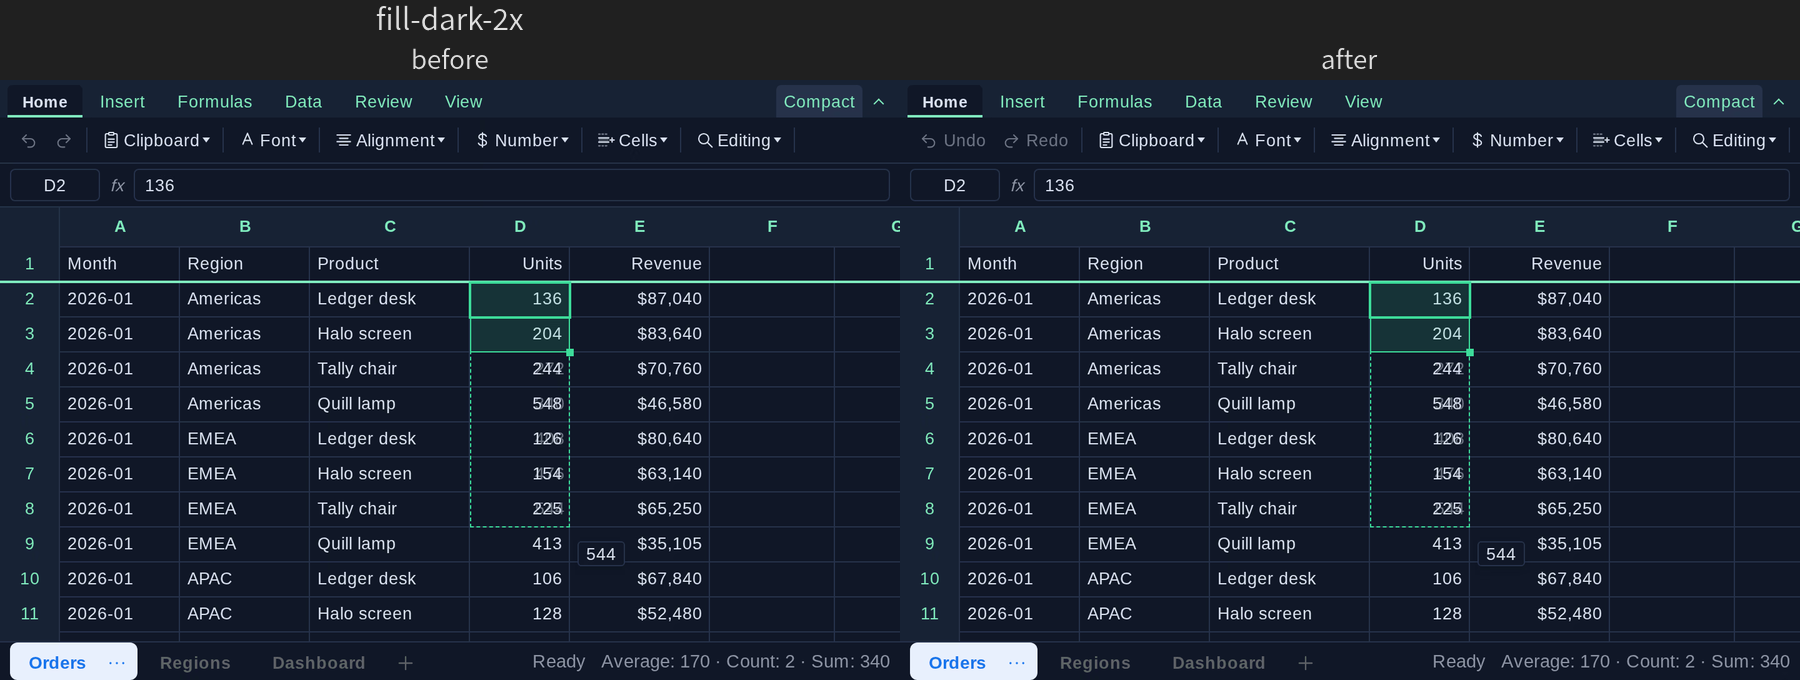 fill-dark-2x
before
after
Home Insert Formulas Data Review View Compact
Clipboard Font Alignment $ Number Cells Editing
D2 fx 136
A B C D E F G
1 Month Region Product Units Revenue
2 2026-01 Americas Ledger desk 136 $87,040
3 2026-01 Americas Halo screen 204 $83,640
4 2026-01 Americas Tally chair 244 $70,760
5 2026-01 Americas Quill lamp 548 $46,580
6 2026-01 EMEA Ledger desk 126 $80,640
7 2026-01 EMEA Halo screen 154 $63,140
8 2026-01 EMEA Tally chair 225 $65,250
9 2026-01 EMEA Quill lamp 413 $35,105
544
10 2026-01 APAC Ledger desk 106 $67,840
11 2026-01 APAC Halo screen 128 $52,480
Orders ··· Regions Dashboard + Ready Average: 170 · Count: 2 · Sum: 340
Home Insert Formulas Data Review View Compact
Undo Redo Clipboard Font Alignment $ Number Cells Editing
D2 fx 136
A B C D E F G
1 Month Region Product Units Revenue
2 2026-01 Americas Ledger desk 136 $87,040
3 2026-01 Americas Halo screen 204 $83,640
4 2026-01 Americas Tally chair 244 $70,760
5 2026-01 Americas Quill lamp 548 $46,580
6 2026-01 EMEA Ledger desk 126 $80,640
7 2026-01 EMEA Halo screen 154 $63,140
8 2026-01 EMEA Tally chair 225 $65,250
9 2026-01 EMEA Quill lamp 413 $35,105
544
10 2026-01 APAC Ledger desk 106 $67,840
11 2026-01 APAC Halo screen 128 $52,480
Orders ··· Regions Dashboard + Ready Average: 170 · Count: 2 · Sum: 340